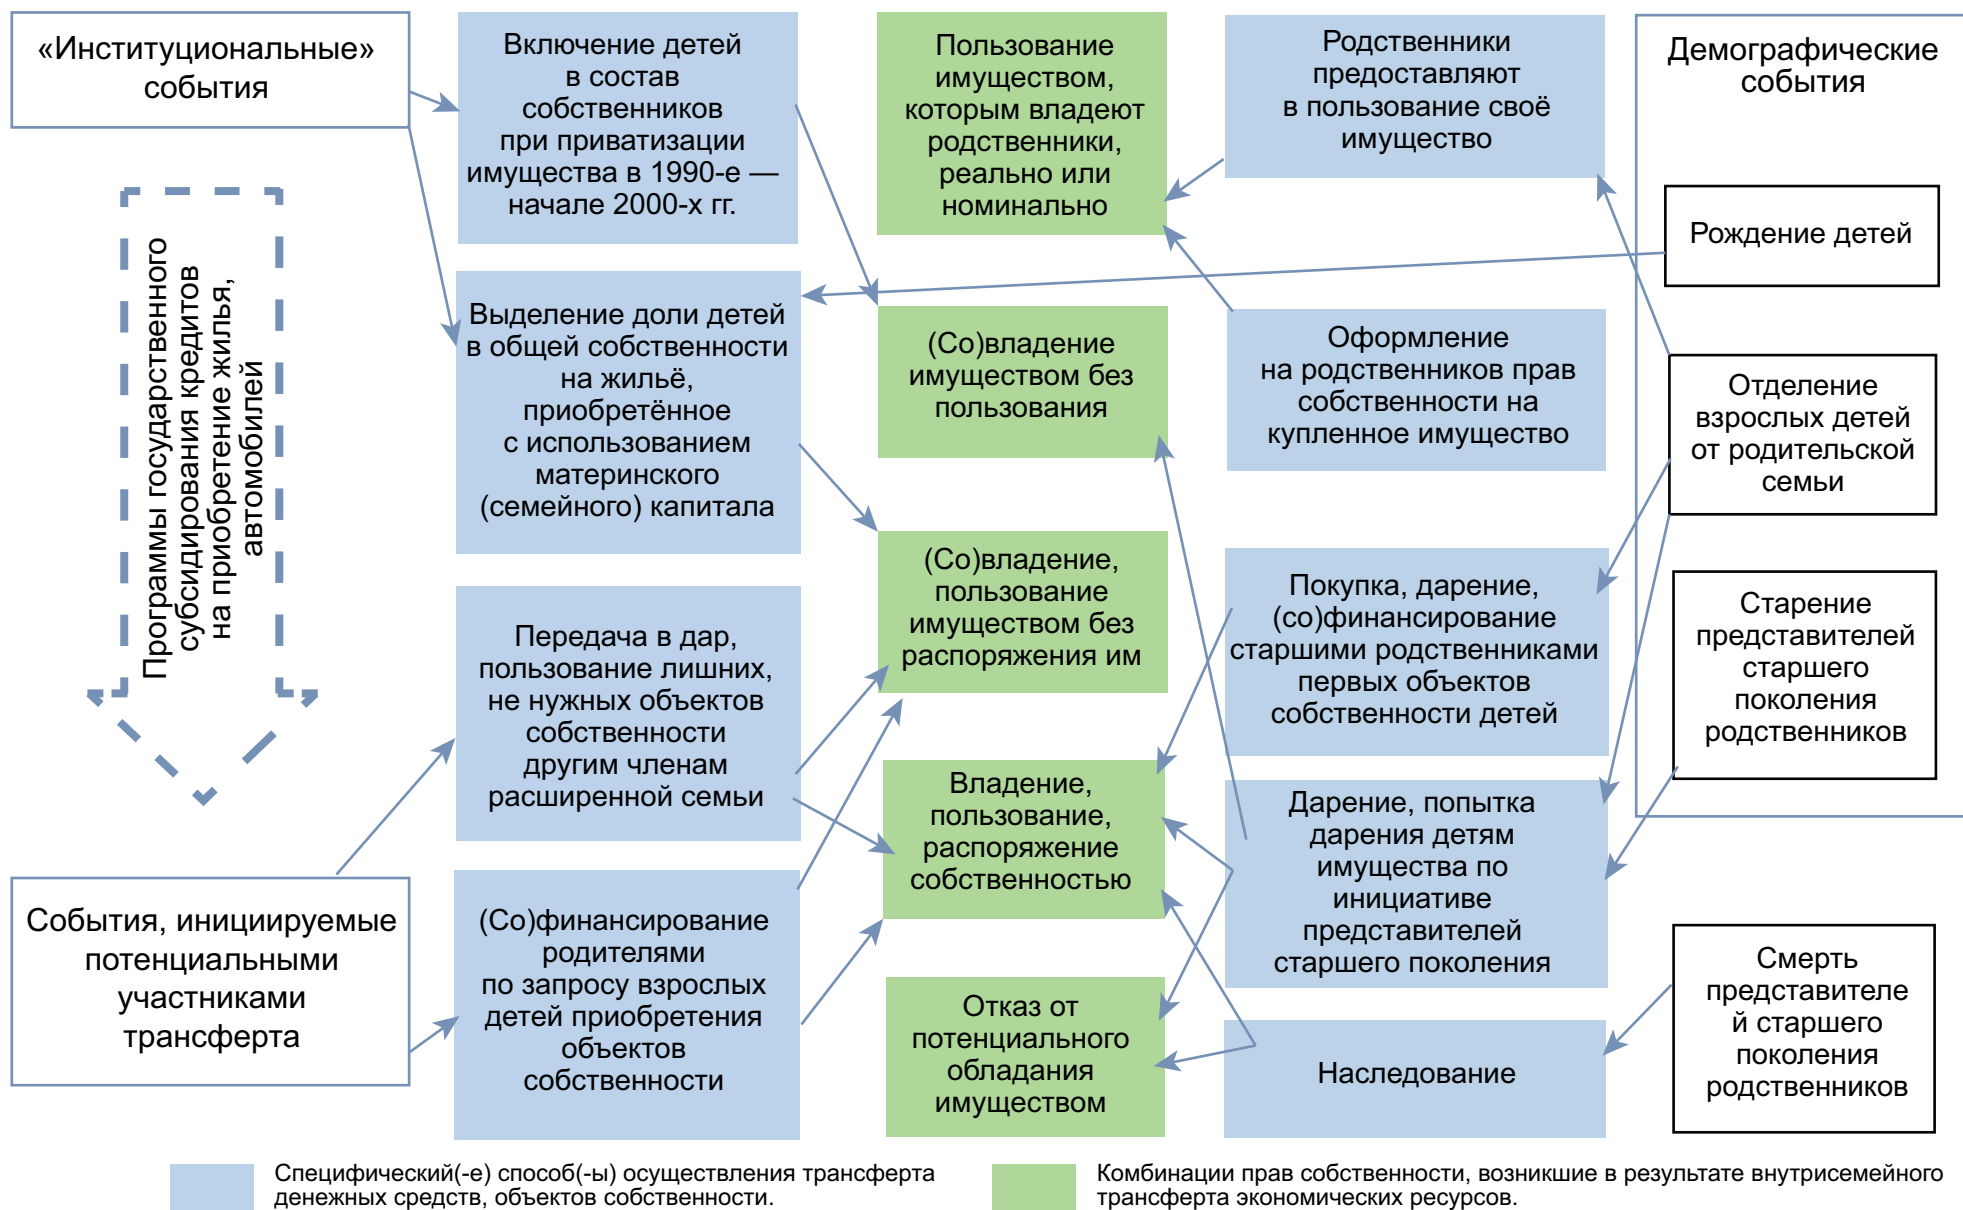 «Институциональные»
события
Программы государственного
субсидирования кредитов
на приобретение жилья,
автомобилей
События, инициируемые
потенциальными
участниками
трансферта
Включение детей
в состав
собственников
при приватизации
имущества в 1990-е —
начале 2000-х гг.
Выделение доли детей
в общей собственности
на жильё,
приобретённое
с использованием
материнского
(семейного) капитала
Передача в дар,
пользование лишних,
не нужных объектов
собственности
другим членам
расширенной семьи
(Со)финансирование
родителями
по запросу взрослых
детей приобретения
объектов
собственности
Пользование
имуществом,
которым владеют
родственники,
реально или
номинально
(Со)владение
имуществом без
пользования
(Со)владение,
пользование
имуществом без
распоряжения им
Владение,
пользование,
распоряжение
собственностью
Отказ от
потенциального
обладания
имуществом
Родственники
предоставляют
в пользование своё
имущество
Оформление
на родственников прав
собственности на
купленное имущество
Покупка, дарение,
(со)финансирование
старшими родственниками
первых объектов
собственности детей
Дарение, попытка
дарения детям
имущества по
инициативе
представителей
старшего поколения
Наследование
Демографические
события
Рождение детей
Отделение
взрослых детей
от родительской
семьи
Старение
представителей
старшего
поколения
родственников
Смерть
представителе
й старшего
поколения
родственников
Специфический(-е) способ(-ы) осуществления трансферта
денежных средств, объектов собственности.
Комбинации прав собственности, возникшие в результате внутрисемейного
трансферта экономических ресурсов.